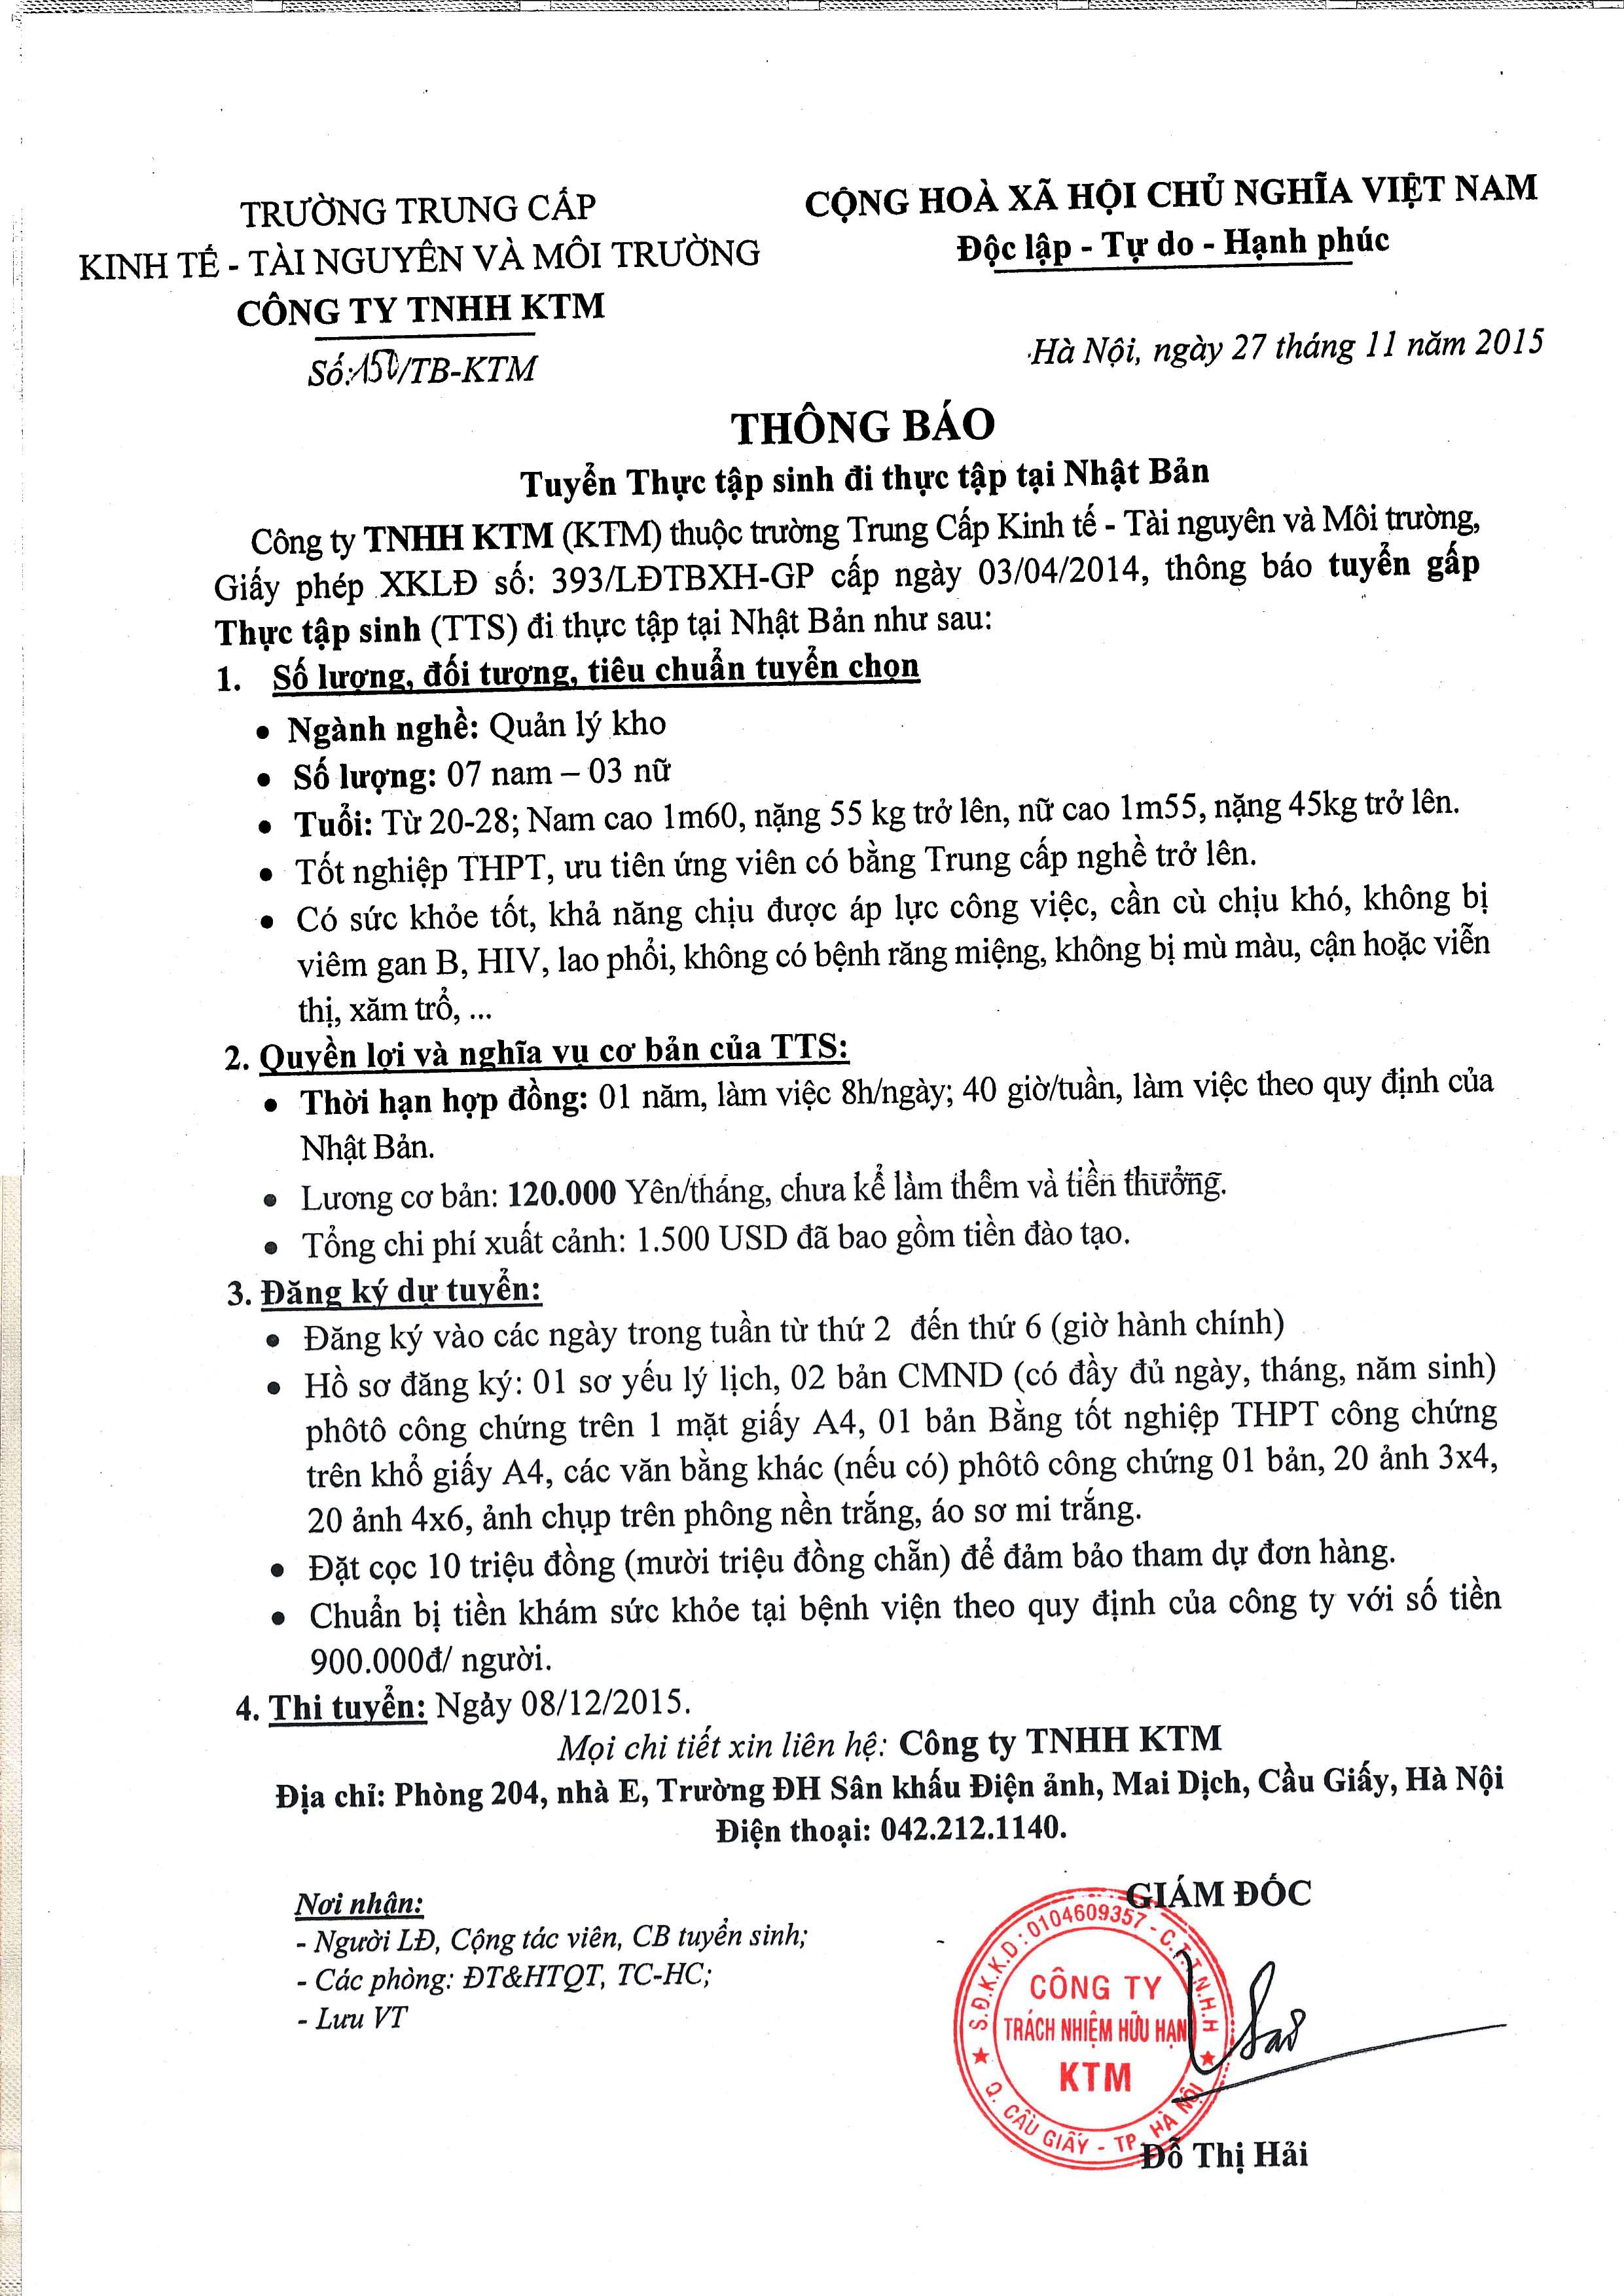 TRƯỜNG TRUNG CẤP
KINH TẾ - TÀI NGUYÊN VÀ MÔI TRƯỜNG
CÔNG TY TNHH KTM
Số:150/TB-KTM
CỘNG HOÀ XÃ HỘI CHỦ NGHĨA VIỆT NAM
Độc lập - Tự do - Hạnh phúc
Hà Nội, ngày 27 tháng 11 năm 2015
THÔNG BÁO
Tuyển Thực tập sinh đi thực tập tại Nhật Bản
Công ty TNHH KTM (KTM) thuộc trường Trung Cấp Kinh tế - Tài nguyên và Môi trường,
Giấy phép XKLĐ số: 393/LĐTBXH-GP cấp ngày 03/04/2014, thông báo tuyển gấp
Thực tập sinh (TTS) đi thực tập tại Nhật Bản như sau:
1. Số lượng, đối tượng, tiêu chuẩn tuyển chọn
• Ngành nghề: Quản lý kho
• Số lượng: 07 nam – 03 nữ
• Tuổi: Từ 20-28; Nam cao 1m60, nặng 55 kg trở lên, nữ cao 1m55, nặng 45kg trở lên.
• Tốt nghiệp THPT, ưu tiên ứng viên có bằng Trung cấp nghề trở lên.
• Có sức khỏe tốt, khả năng chịu được áp lực công việc, cần cù chịu khó, không bị
viêm gan B, HIV, lao phổi, không có bệnh răng miệng, không bị mù màu, cận hoặc viễn
thị, xăm trổ, ...
2. Quyền lợi và nghĩa vụ cơ bản của TTS:
• Thời hạn hợp đồng: 01 năm, làm việc 8h/ngày; 40 giờ/tuần, làm việc theo quy định của
Nhật Bản.
• Lương cơ bản: 120.000 Yên/tháng, chưa kể làm thêm và tiền thưởng.
• Tổng chi phí xuất cảnh: 1.500 USD đã bao gồm tiền đào tạo.
3. Đăng ký dự tuyển:
• Đăng ký vào các ngày trong tuần từ thứ 2 đến thứ 6 (giờ hành chính)
• Hồ sơ đăng ký: 01 sơ yếu lý lịch, 02 bản CMND (có đầy đủ ngày, tháng, năm sinh)
phôtô công chứng trên 1 mặt giấy A4, 01 bản Bằng tốt nghiệp THPT công chứng
trên khổ giấy A4, các văn bằng khác (nếu có) phôtô công chứng 01 bản, 20 ảnh 3x4,
20 ảnh 4x6, ảnh chụp trên phông nền trắng, áo sơ mi trắng.
• Đặt cọc 10 triệu đồng (mười triệu đồng chẵn) để đảm bảo tham dự đơn hàng.
• Chuẩn bị tiền khám sức khỏe tại bệnh viện theo quy định của công ty với số tiền
900.000đ/ người.
4. Thi tuyển: Ngày 08/12/2015.
Mọi chi tiết xin liên hệ: Công ty TNHH KTM
Địa chỉ: Phòng 204, nhà E, Trường ĐH Sân khấu Điện ảnh, Mai Dịch, Cầu Giấy, Hà Nội
Điện thoại: 042.212.1140.
Nơi nhận:
- Người LĐ, Cộng tác viên, CB tuyển sinh;
- Các phòng: ĐT&HTQT, TC-HC;
- Lưu VT
GIÁM ĐỐC
S.Đ.K.K.D: 0104609357 - C.T.T.N.H.H
CÔNG TY
TRÁCH NHIỆM HỮU HẠN
KTM
Q. CẦU GIẤY - TP. HÀ NỘI
Đỗ Thị Hải